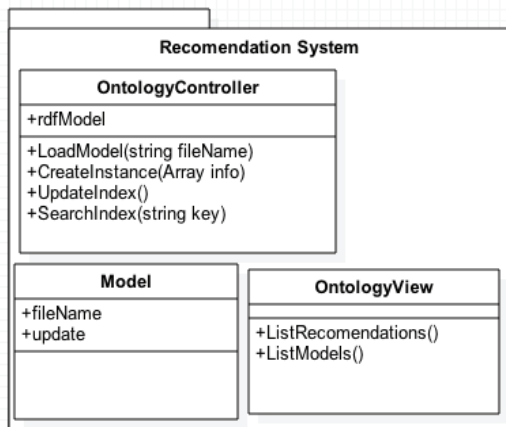 Recomendation System
OntologyController
+rdfModel
+LoadModel(string fileName)
+CreateInstance(Array info)
+UpdateIndex()
+SearchIndex(string key)
Model
+fileName
+update
OntologyView
+ListRecomendations()
+ListModels()